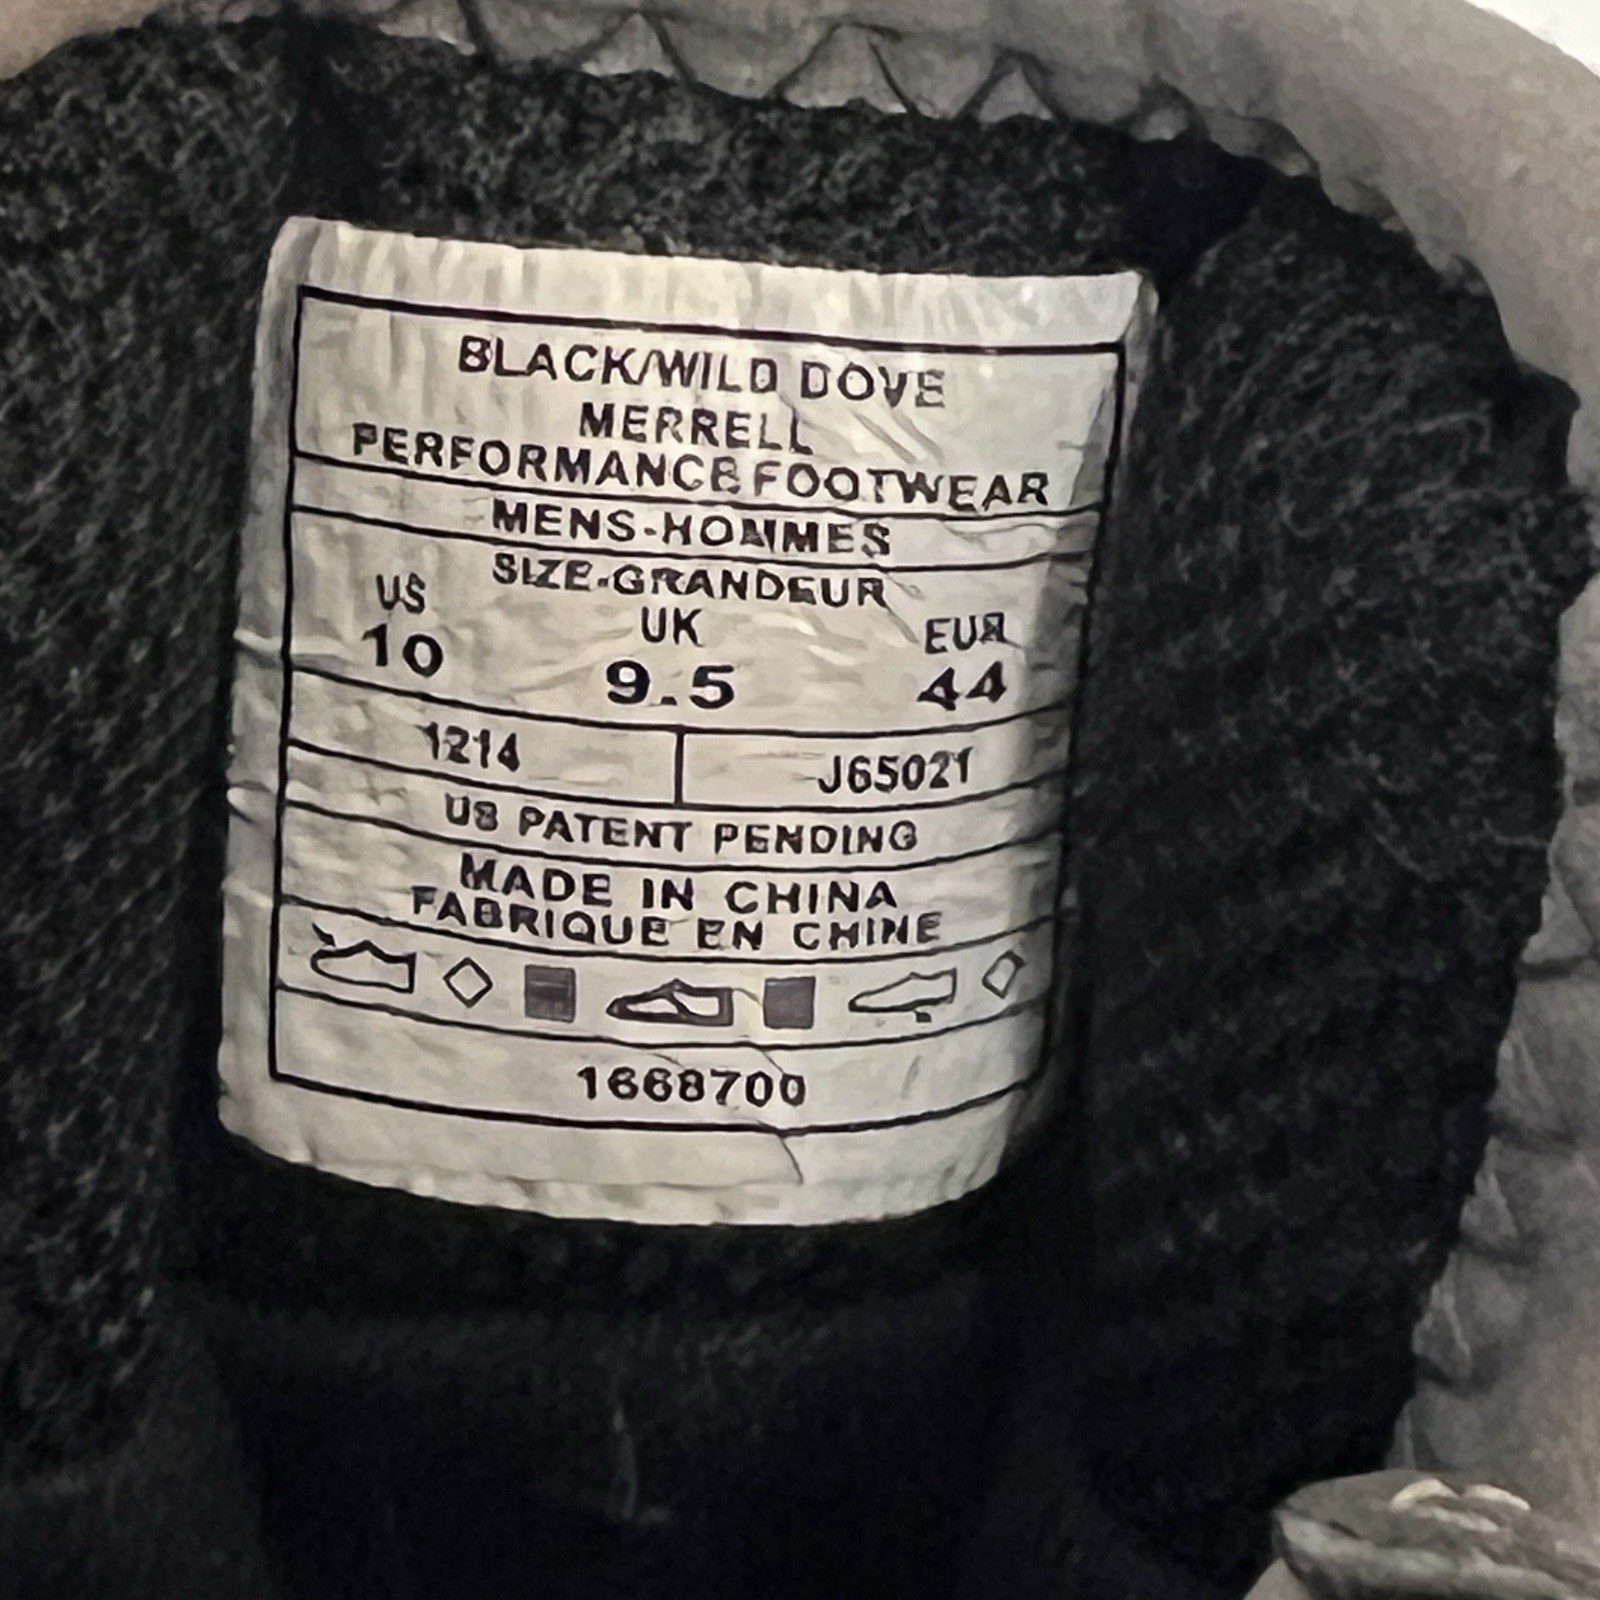 BLACK/WILD DOVE
MERRELL
PERFORMANCE FOOTWEAR
MENS-HOMMES
SIZE-GRANDEUR
US UK EUR
10 9.5 44
1214 J65021
US PATENT PENDING
MADE IN CHINA
FABRIQUE EN CHINE
1668700